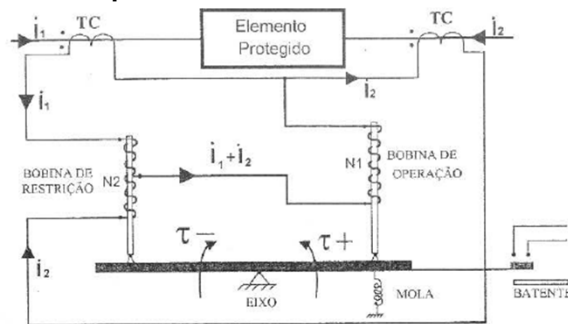 TC
TC
i1
Elemento
Protegido
i2
i1
i2
BOBINA DE
RESTRIÇÃO
N2
i1+i2
N1
BOBINA DE
OPERAÇÃO
τ−
τ+
i2
EIXO
MOLA
BATENTE